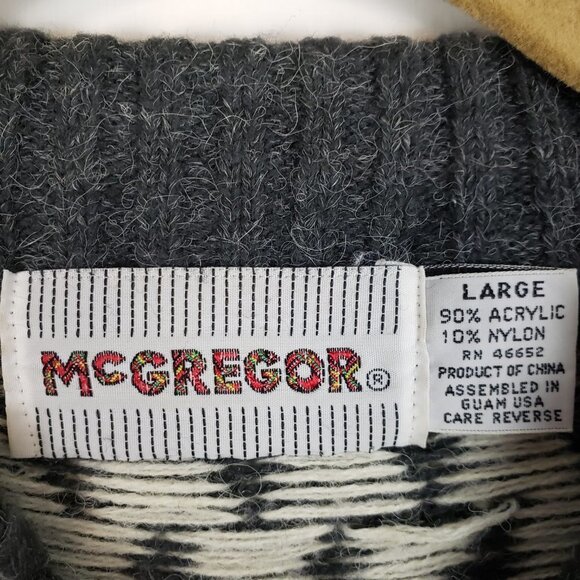 McGREGOR®
LARGE
90% ACRYLIC
10% NYLON
RN 46652
PRODUCT OF CHINA
ASSEMBLED IN
GUAM USA
CARE REVERSE